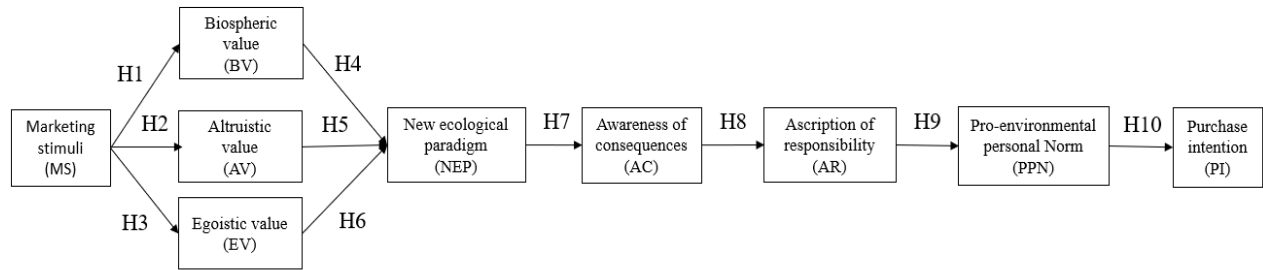 Biospheric
value
(BV)
H1
H4
Marketing
stimuli
(MS)
H2
Altruistic
value
(AV)
H5
New ecological
paradigm
(NEP)
H7
Awareness of
consequences
(AC)
H8
Ascription of
responsibility
(AR)
H9
Pro-environmental
personal Norm
(PPN)
H10
Purchase
intention
(PI)
H3
Egoistic value
(EV)
H6